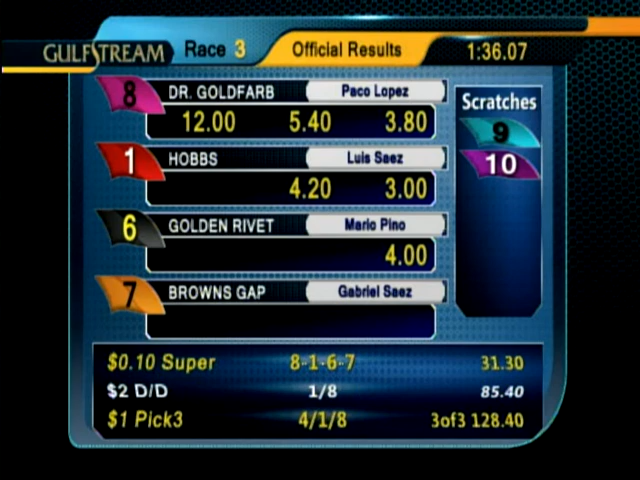 GULFSTREAM Race 3 Official Results 1:36.07
8 DR. GOLDFARB Paco Lopez
12.00 5.40 3.80
Scratches
9
10
1 HOBBS Luis Saez
4.20 3.00
6 GOLDEN RIVET Mario Pino
4.00
7 BROWNS GAP Gabriel Saez
$0.10 Super 8-1-6-7 31.30
$2 D/D 1/8 85.40
$1 Pick3 4/1/8 3of3 128.40